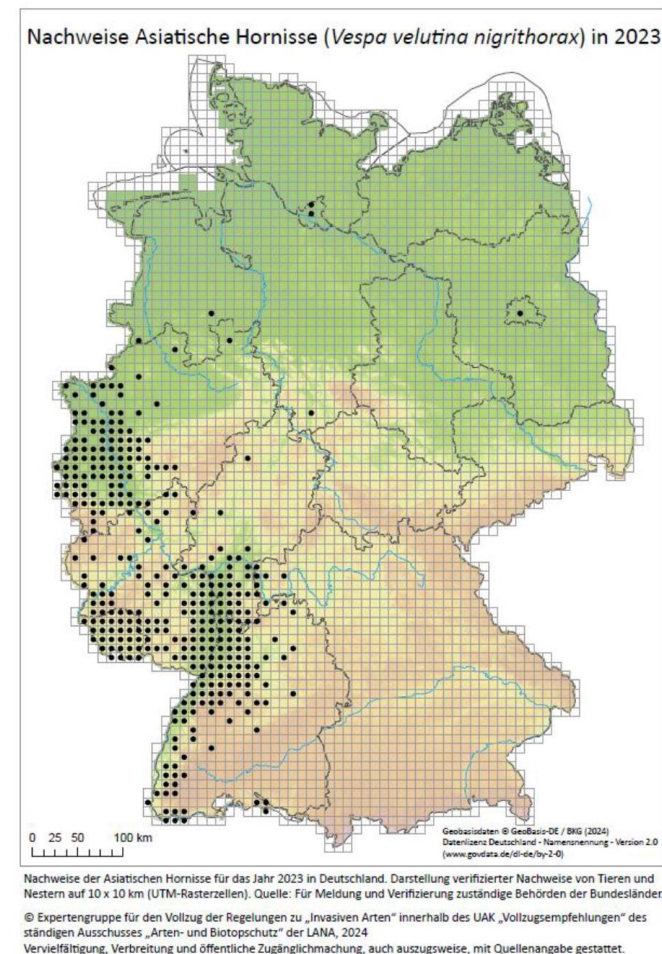 Nachweise Asiatische Hornisse (Vespa velutina nigrithorax) in 2023
0 25 50 100 km
Geobasisdaten © GeoBasis-DE / BKG (2024)
Datenlizenz Deutschland - Namensnennung - Version 2.0
(www.govdata.de/dl-de/by-2-0)
Nachweise der Asiatischen Hornisse für das Jahr 2023 in Deutschland. Darstellung verifizierter Nachweise von Tieren und
Nestern auf 10 x 10 km (UTM-Rasterzellen). Quelle: Für Meldung und Verifizierung zuständige Behörden der Bundesländer.
© Expertengruppe für den Vollzug der Regelungen zu „Invasiven Arten" innerhalb des UAK „Vollzugsempfehlungen" des
ständigen Ausschusses „Arten- und Biotopschutz" der LANA, 2024
Vervielfältigung, Verbreitung und öffentliche Zugänglichmachung, auch auszugsweise, mit Quellenangabe gestattet.